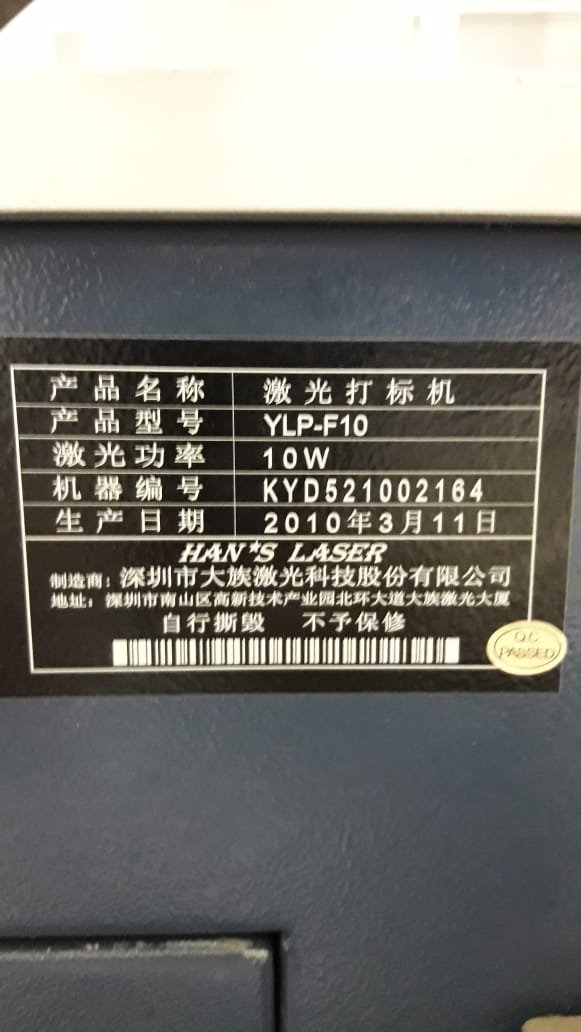 产品名称 激光打标机
产品型号 YLP-F10
激光功率 10W
机器编号 KYD521002164
生产日期 2010年3月11日
HAN*S LASER
制造商：深圳市大族激光科技股份有限公司
地址：深圳市南山区高新技术产业园北环大道大族激光大厦
自行撕毁 不予保修
QC
PASSED